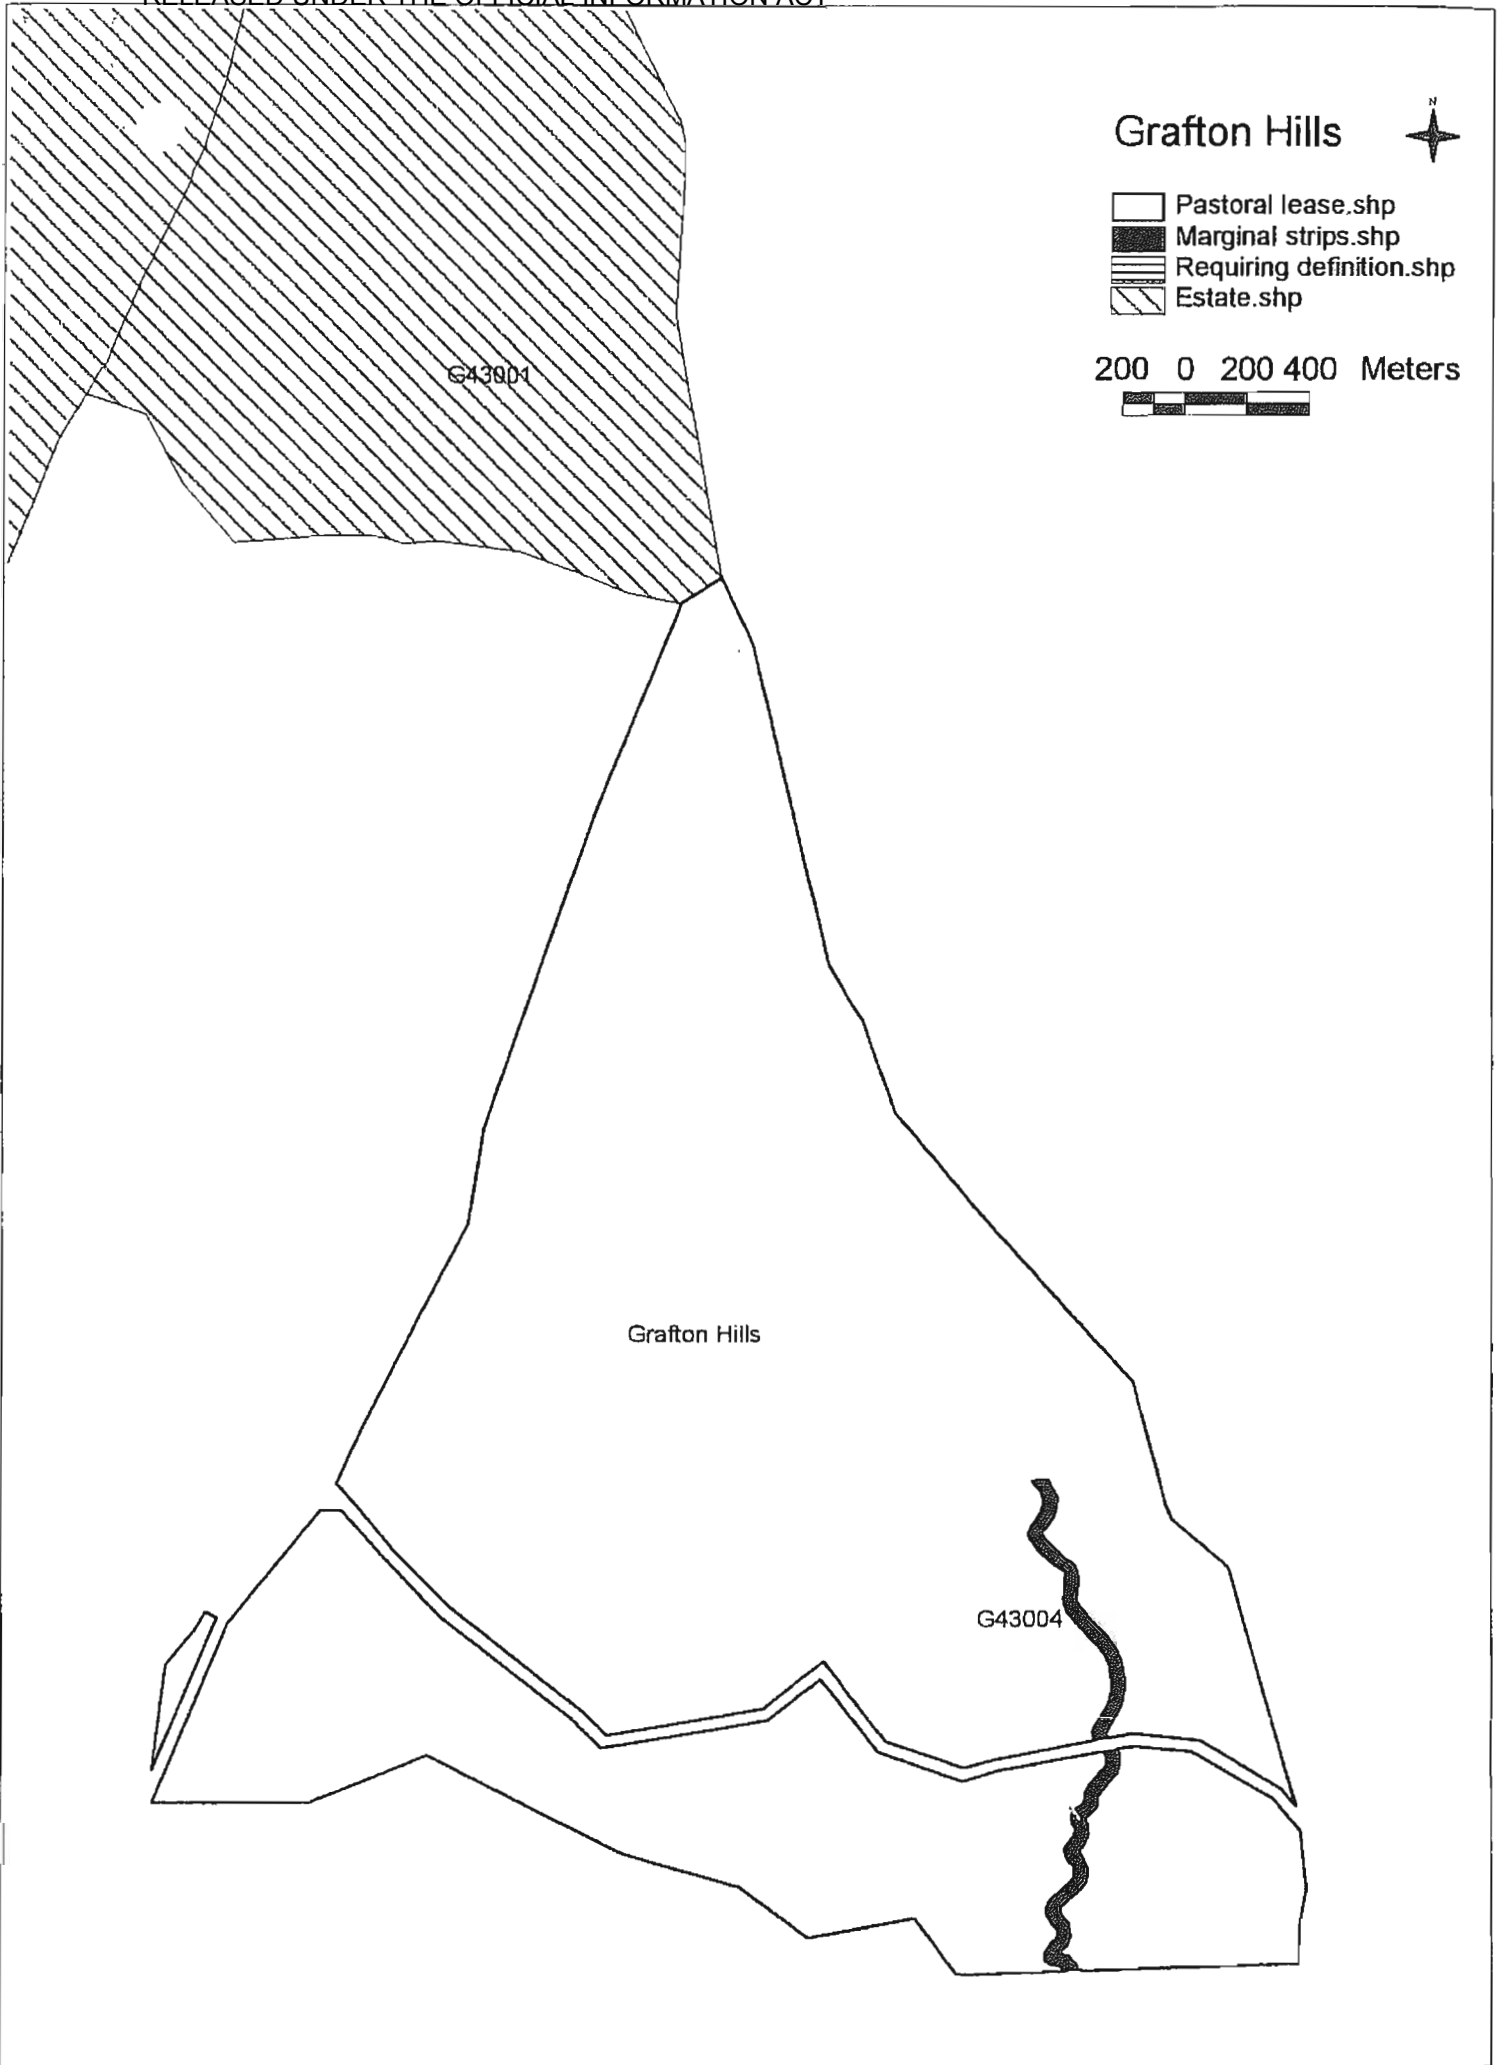 RELEASED UNDER THE OFFICIAL INFORMATION ACT
Grafton Hills
N
Pastoral lease.shp
Marginal strips.shp
Requiring definition.shp
Estate.shp
200 0 200 400 Meters
G43001
Grafton Hills
G43004